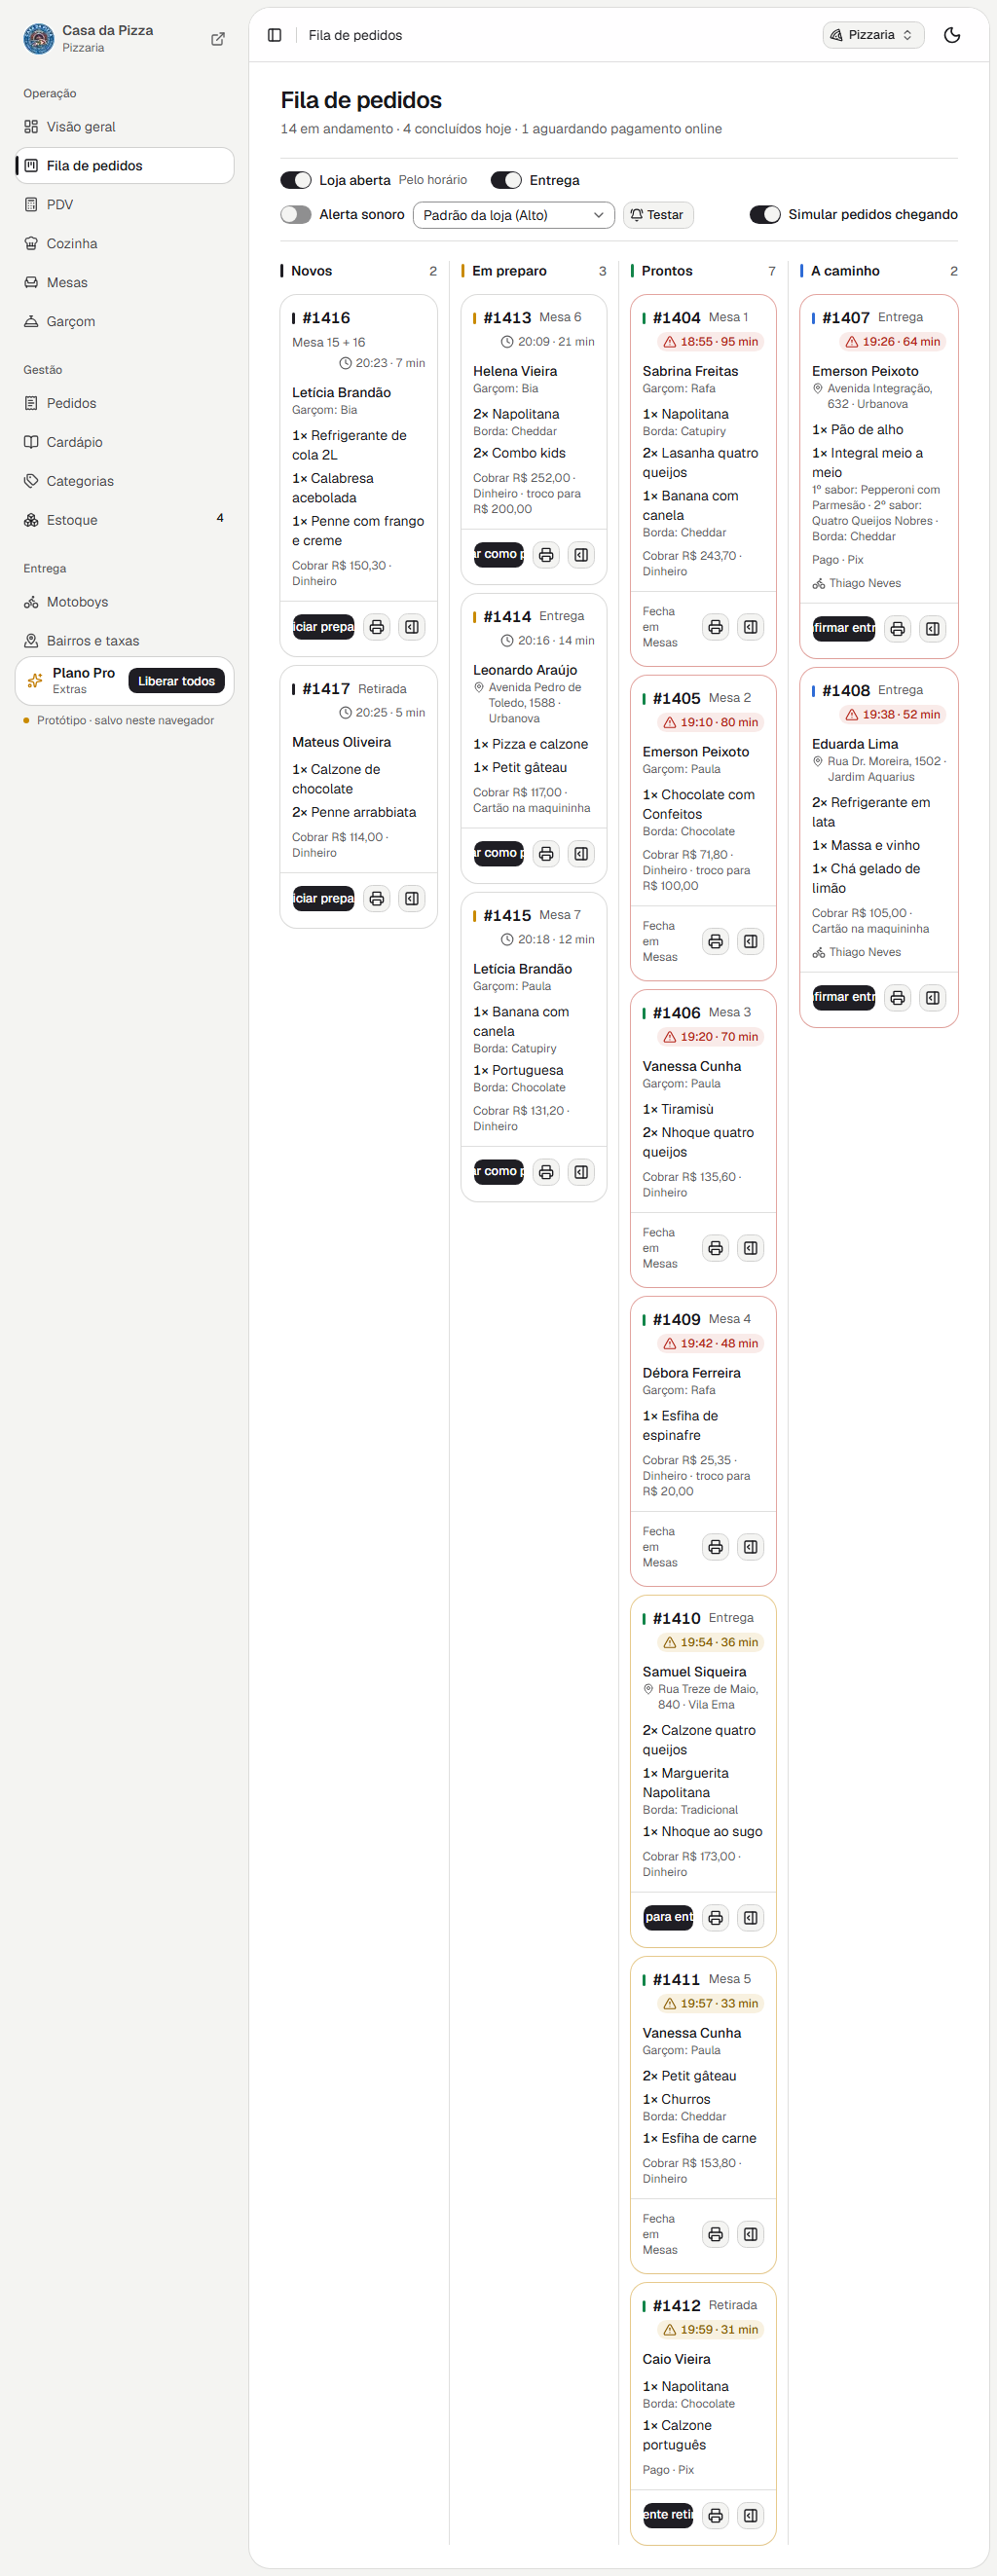 Casa da Pizza
Pizzaria
Operação
Visão geral
Fila de pedidos
PDV
Cozinha
Mesas
Garçom
Gestão
Pedidos
Cardápio
Categorias
Estoque 4
Entrega
Motoboys
Bairros e taxas
Plano Pro
Extras
Liberar todos
Protótipo · salvo neste navegador
Fila de pedidos
Pizzaria
Fila de pedidos
14 em andamento · 4 concluídos hoje · 1 aguardando pagamento online
Loja aberta Pelo horário Entrega
Alerta sonoro Padrão da loja (Alto) Testar Simular pedidos chegando
Novos 2
#1416
Mesa 15 + 16
20:23 · 7 min
Letícia Brandão
Garçom: Bia
1× Refrigerante de
cola 2L
1× Calabresa
acebolada
1× Penne com frango
e creme
Cobrar R$ 150,30 ·
Dinheiro
iciar prepa
#1417 Retirada
20:25 · 5 min
Mateus Oliveira
1× Calzone de
chocolate
2× Penne arrabbiata
Cobrar R$ 114,00 ·
Dinheiro
iciar prepa
Em preparo 3
#1413 Mesa 6
20:09 · 21 min
Helena Vieira
Garçom: Bia
2× Napolitana
Borda: Cheddar
2× Combo kids
Cobrar R$ 252,00 ·
Dinheiro · troco para
R$ 200,00
ar como p
#1414 Entrega
20:16 · 14 min
Leonardo Araújo
Avenida Pedro de
Toledo, 1588 ·
Urbanova
1× Pizza e calzone
1× Petit gâteau
Cobrar R$ 117,00 ·
Cartão na maquininha
ar como p
#1415 Mesa 7
20:18 · 12 min
Letícia Brandão
Garçom: Paula
1× Banana com
canela
Borda: Catupiry
1× Portuguesa
Borda: Chocolate
Cobrar R$ 131,20 ·
Dinheiro
ar como p
Prontos 7
#1404 Mesa 1
18:55 · 95 min
Sabrina Freitas
Garçom: Rafa
1× Napolitana
Borda: Catupiry
2× Lasanha quatro
queijos
1× Banana com
canela
Borda: Cheddar
Cobrar R$ 243,70 ·
Dinheiro
Fecha
em
Mesas
#1405 Mesa 2
19:10 · 80 min
Emerson Peixoto
Garçom: Paula
1× Chocolate com
Confeitos
Borda: Chocolate
Cobrar R$ 71,80 ·
Dinheiro · troco para
R$ 100,00
Fecha
em
Mesas
#1406 Mesa 3
19:20 · 70 min
Vanessa Cunha
Garçom: Paula
1× Tiramisù
2× Nhoque quatro
queijos
Cobrar R$ 135,60 ·
Dinheiro
Fecha
em
Mesas
#1409 Mesa 4
19:42 · 48 min
Débora Ferreira
Garçom: Rafa
1× Esfiha de
espinafre
Cobrar R$ 25,35 ·
Dinheiro · troco para
R$ 20,00
Fecha
em
Mesas
#1410 Entrega
19:54 · 36 min
Samuel Siqueira
Rua Treze de Maio,
840 · Vila Ema
2× Calzone quatro
queijos
1× Marguerita
Napolitana
Borda: Tradicional
1× Nhoque ao sugo
Cobrar R$ 173,00 ·
Dinheiro
para ent
#1411 Mesa 5
19:57 · 33 min
Vanessa Cunha
Garçom: Paula
2× Petit gâteau
1× Churros
Borda: Cheddar
1× Esfiha de carne
Cobrar R$ 153,80 ·
Dinheiro
Fecha
em
Mesas
#1412 Retirada
19:59 · 31 min
Caio Vieira
1× Napolitana
Borda: Chocolate
1× Calzone
português
Pago · Pix
ente retir
A caminho 2
#1407 Entrega
19:26 · 64 min
Emerson Peixoto
Avenida Integração,
632 · Urbanova
1× Pão de alho
1× Integral meio a
meio
1º sabor: Pepperoni com
Parmesão · 2º sabor:
Quatro Queijos Nobres ·
Borda: Cheddar
Pago · Pix
Thiago Neves
firmar entr
#1408 Entrega
19:38 · 52 min
Eduarda Lima
Rua Dr. Moreira, 1502 ·
Jardim Aquarius
2× Refrigerante em
lata
1× Massa e vinho
1× Chá gelado de
limão
Cobrar R$ 105,00 ·
Cartão na maquininha
Thiago Neves
firmar entr